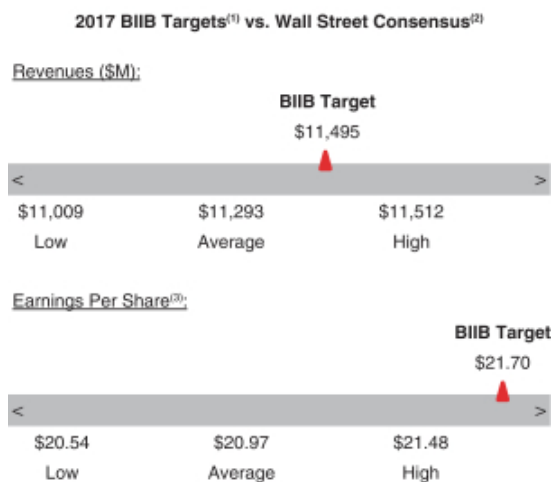 2017 BIIB Targets(1) vs. Wall Street Consensus(2)
Revenues ($M):
BIIB Target
$11,495
< >
$11,009 $11,293 $11,512
Low Average High
Earnings Per Share(3):
BIIB Target
$21.70
< >
$20.54 $20.97 $21.48
Low Average High